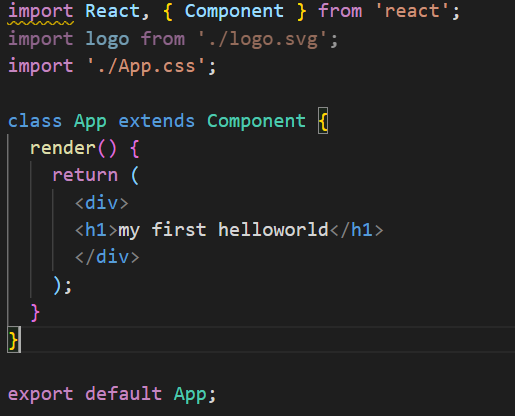 import React, { Component } from 'react';
import logo from './logo.svg';
import './App.css';
class App extends Component {
render() {
return (
<div>
<h1>my first helloworld</h1>
</div>
);
}
}
export default App;